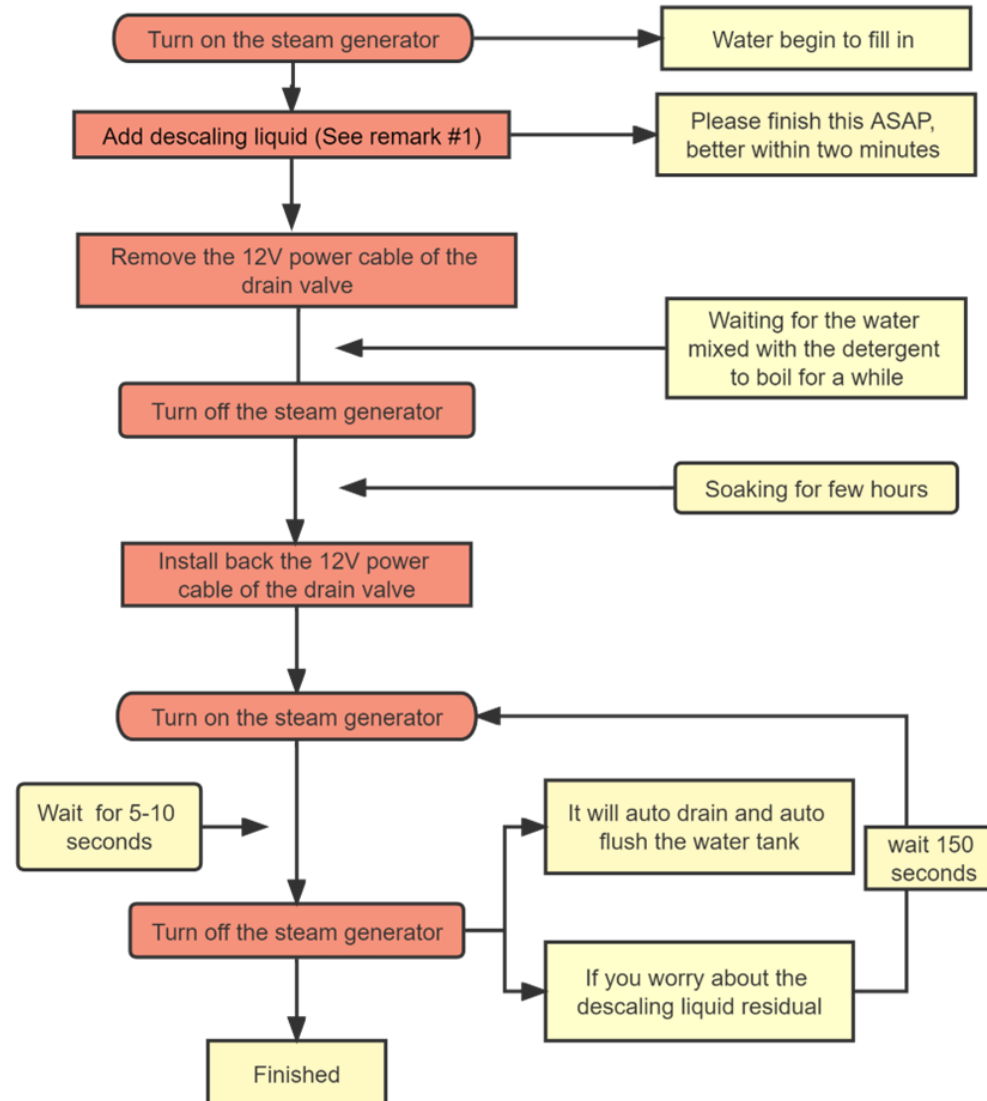 Turn on the steam generator
Water begin to fill in
Add descaling liquid (See remark #1)
Please finish this ASAP,
better within two minutes
Remove the 12V power cable of the
drain valve
Waiting for the water
mixed with the detergent
to boil for a while
Turn off the steam generator
Soaking for few hours
Install back the 12V power
cable of the drain valve
Turn on the steam generator
Wait for 5-10
seconds
It will auto drain and auto
flush the water tank
wait 150
seconds
Turn off the steam generator
If you worry about the
descaling liquid residual
Finished